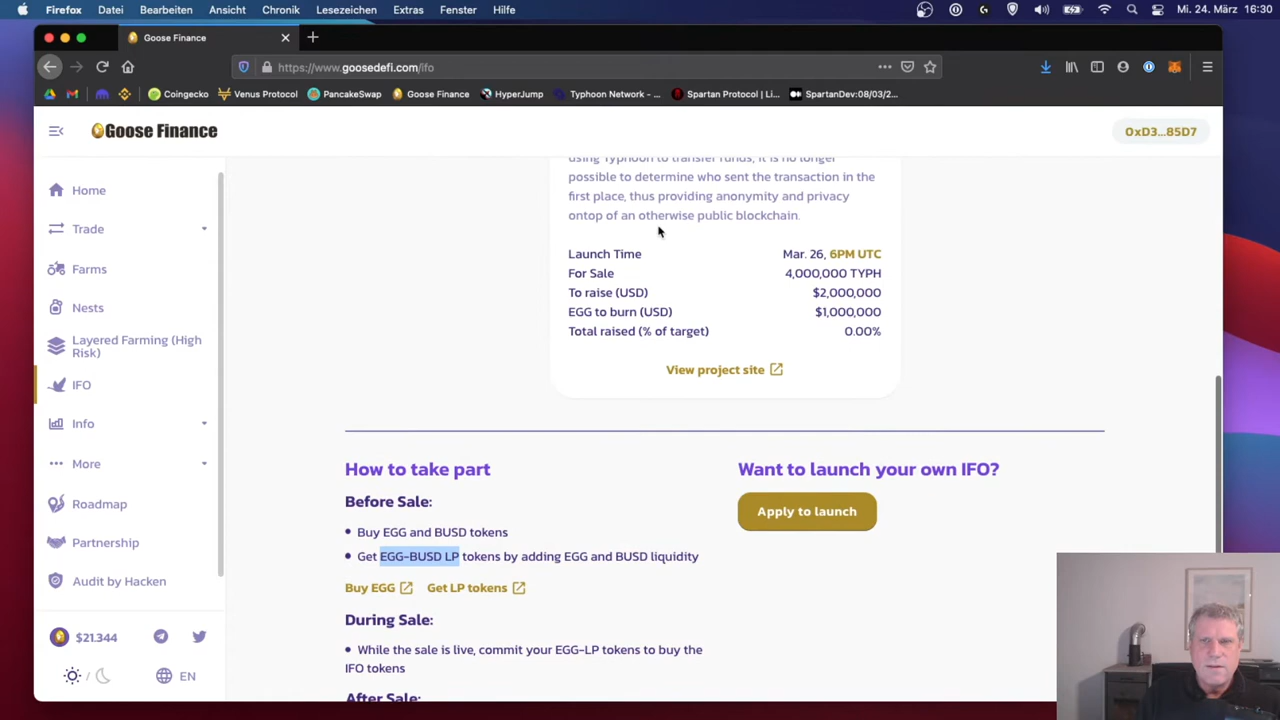 Firefox Datei Bearbeiten Ansicht Chronik Lesezeichen Extras Fenster Hilfe Mi. 24. März 16:30
Goose Finance
https://www.goosedefi.com/ifo
Coingecko Venus Protocol PancakeSwap Goose Finance HyperJump Typhoon Network - ... Spartan Protocol | Li... SpartanDev:08/03/2...
Goose Finance
0xD3...85D7
Home
Trade
Farms
Nests
Layered Farming (High Risk)
IFO
Info
More
Roadmap
Partnership
Audit by Hacken
$21.344
EN
using Typhoon to transfer funds, it is no longer
possible to determine who sent the transaction in the
first place, thus providing anonymity and privacy
ontop of an otherwise public blockchain.
Launch Time Mar. 26, 6PM UTC
For Sale 4,000,000 TYPH
To raise (USD) $2,000,000
EGG to burn (USD) $1,000,000
Total raised (% of target) 0.00%
View project site
How to take part
Before Sale:
• Buy EGG and BUSD tokens
• Get EGG-BUSD LP tokens by adding EGG and BUSD liquidity
Buy EGG Get LP tokens
During Sale:
• While the sale is live, commit your EGG-LP tokens to buy the
IFO tokens
After Sale:
Want to launch your own IFO?
Apply to launch